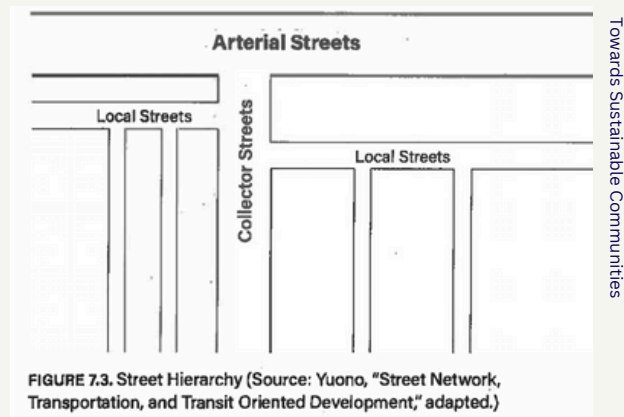 Arterial Streets
Local Streets
Collector Streets
Local Streets
FIGURE 7.3. Street Hierarchy (Source: Yuono, "Street Network,
Transportation, and Transit Oriented Development," adapted.)
Towards Sustainable Communities